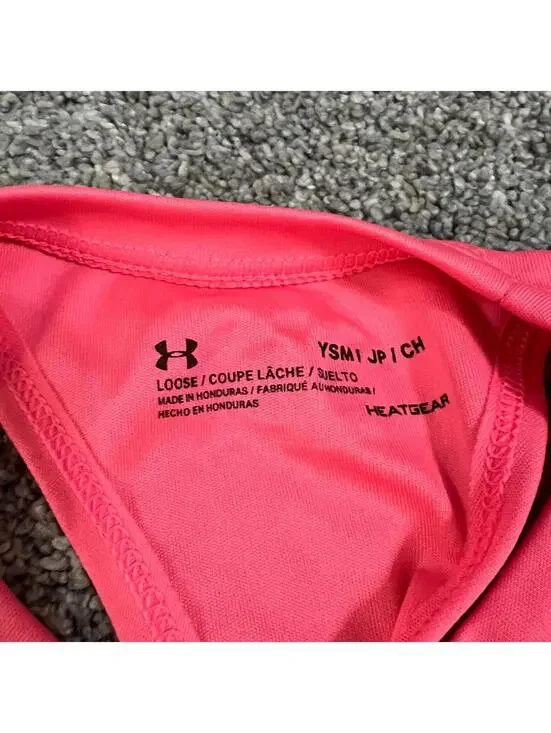 YSM I JP I CH
LOOSE / COUPE LÂCHE / SUELTO
MADE IN HONDURAS / FABRIQUÉ AU HONDURAS /
HECHO EN HONDURAS
HEATGEAR